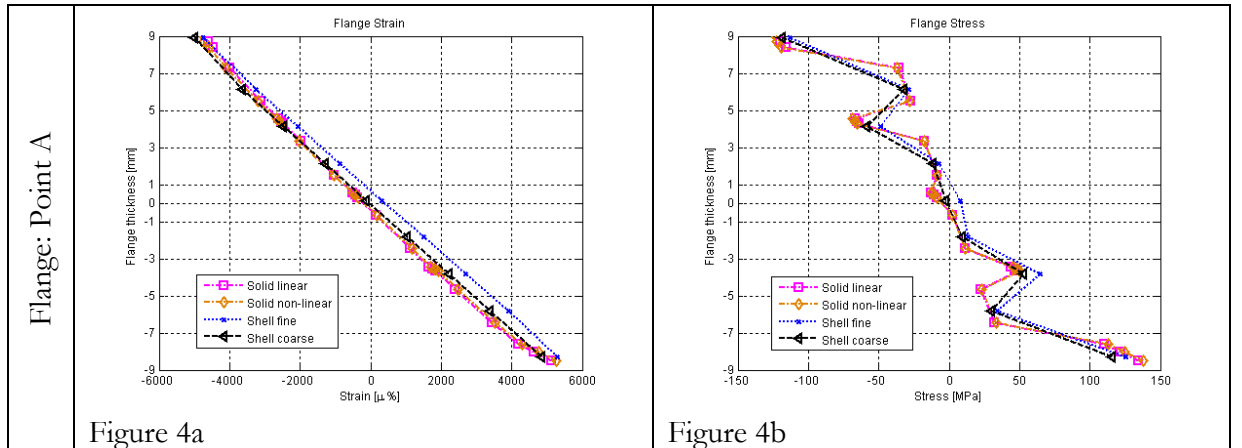 Flange: Point A
Flange Strain
Flange thickness [mm]
9
7
5
3
1
0
-1
-3
-5
-7
-9
-6000 -4000 -2000 0 2000 4000 6000
Strain [μ%]
Solid linear
Solid non-linear
Shell fine
Shell coarse
Figure 4a
Flange Stress
Flange thickness [mm]
9
7
5
3
1
0
-1
-3
-5
-7
-9
-150 -100 -50 0 50 100 150
Stress [MPa]
Solid linear
Solid non-linear
Shell fine
Shell coarse
Figure 4b